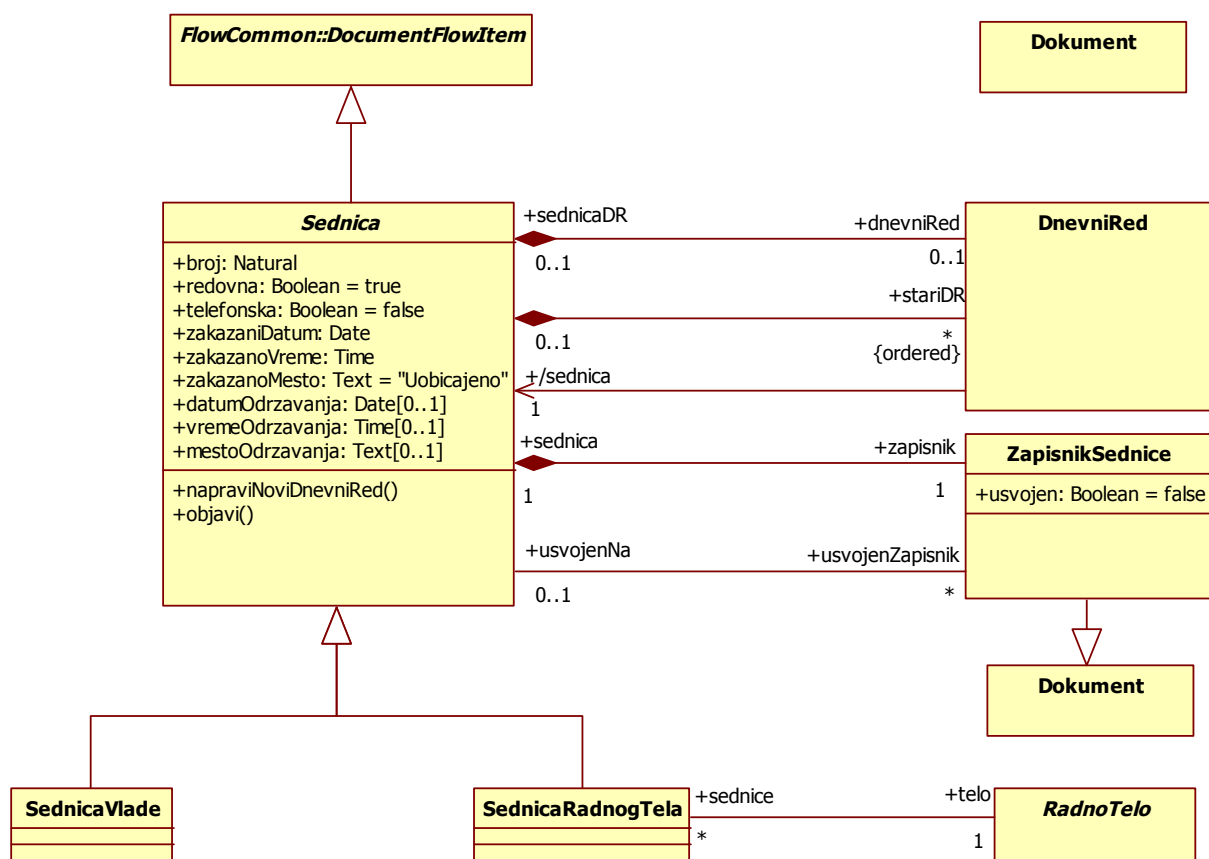 FlowCommon::DocumentFlowItem
Dokument
Sednica
+broj: Natural
+redovna: Boolean = true
+telefonska: Boolean = false
+zakazaniDatum: Date
+zakazanoVreme: Time
+zakazanoMesto: Text = "Uobicajeno"
+datumOdrzavanja: Date[0..1]
+vremeOdrzavanja: Time[0..1]
+mestoOdrzavanja: Text[0..1]
+napraviNoviDnevniRed()
+objavi()
+sednicaDR
+dnevniRed
0..1
0..1
+stariDR
0..1
*
{ordered}
+/sednica
1
DnevniRed
+sednica
+zapisnik
1
1
ZapisnikSednice
+usvojen: Boolean = false
+usvojenNa
+usvojenZapisnik
0..1
*
Dokument
SednicaVlade
SednicaRadnogTela
+sednice
+telo
*
1
RadnoTelo